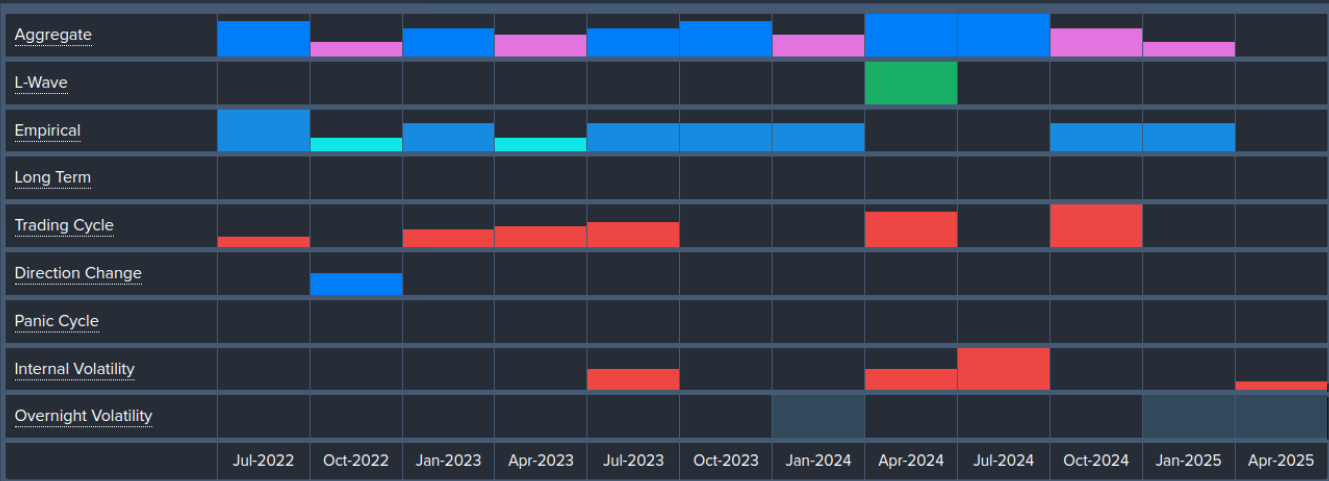 Aggregate
L-Wave
Empirical
Long Term
Trading Cycle
Direction Change
Panic Cycle
Internal Volatility
Overnight Volatility
Jul-2022 Oct-2022 Jan-2023 Apr-2023 Jul-2023 Oct-2023 Jan-2024 Apr-2024 Jul-2024 Oct-2024 Jan-2025 Apr-2025